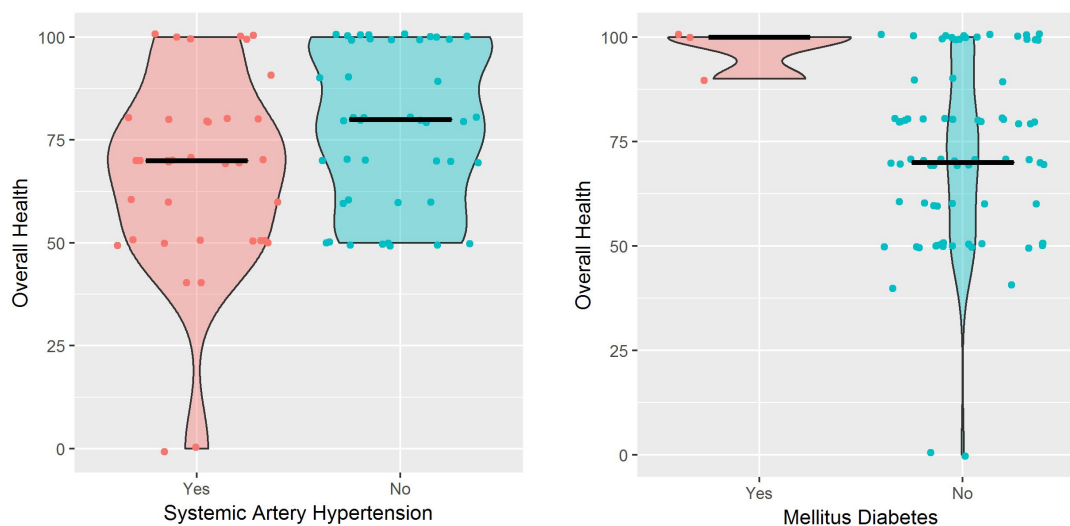 Overall Health
100
75
50
25
0
Yes No
Systemic Artery Hypertension
Overall Health
100
75
50
25
0
Yes No
Mellitus Diabetes